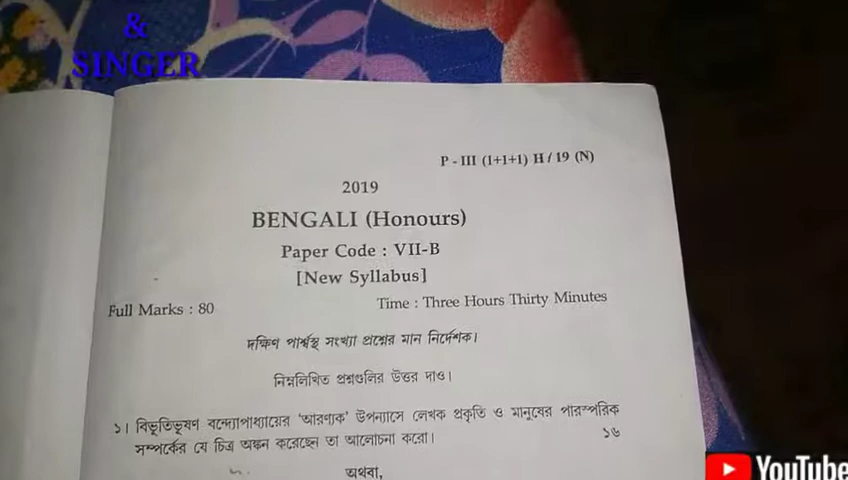 &
SINGER
P - III (1+1+1) H / 19 (N)
2019
BENGALI (Honours)
Paper Code : VII-B
[New Syllabus]
Full Marks : 80
Time : Three Hours Thirty Minutes
দক্ষিণ পার্শ্বস্থ সংখ্যা প্রশ্নের মান নির্দেশক।
নিম্নলিখিত প্রশ্নগুলির উত্তর দাও।
১। বিভূতিভূষণ বন্দ্যোপাধ্যায়ের ‘আরণ্যক’ উপন্যাসে লেখক প্রকৃতি ও মানুষের পারস্পরিক
সম্পর্কের যে চিত্র অঙ্কন করেছেন তা আলোচনা করো। ১৬
অথবা,
YouTube